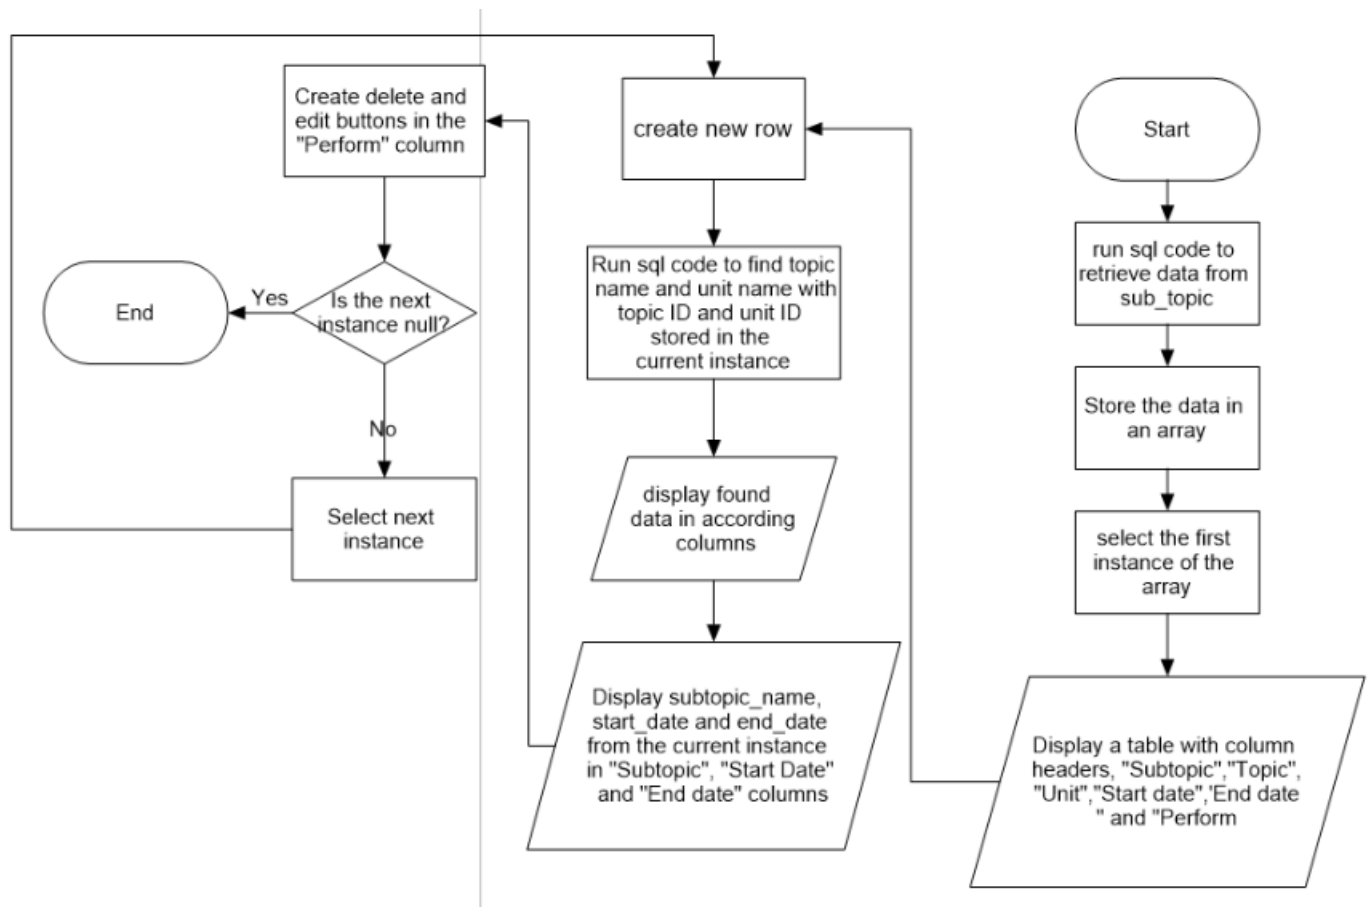 Start
run sql code to
retrieve data from
sub_topic
Store the data in
an array
select the first
instance of the
array
Display a table with column
headers, "Subtopic","Topic",
"Unit","Start date",'End date
" and "Perform
create new row
Run sql code to find topic
name and unit name with
topic ID and unit ID
stored in the
current instance
display found
data in according
columns
Display subtopic_name,
start_date and end_date
from the current instance
in "Subtopic", "Start Date"
and "End date" columns
Create delete and
edit buttons in the
"Perform" column
Is the next
instance null?
Yes
End
No
Select next
instance